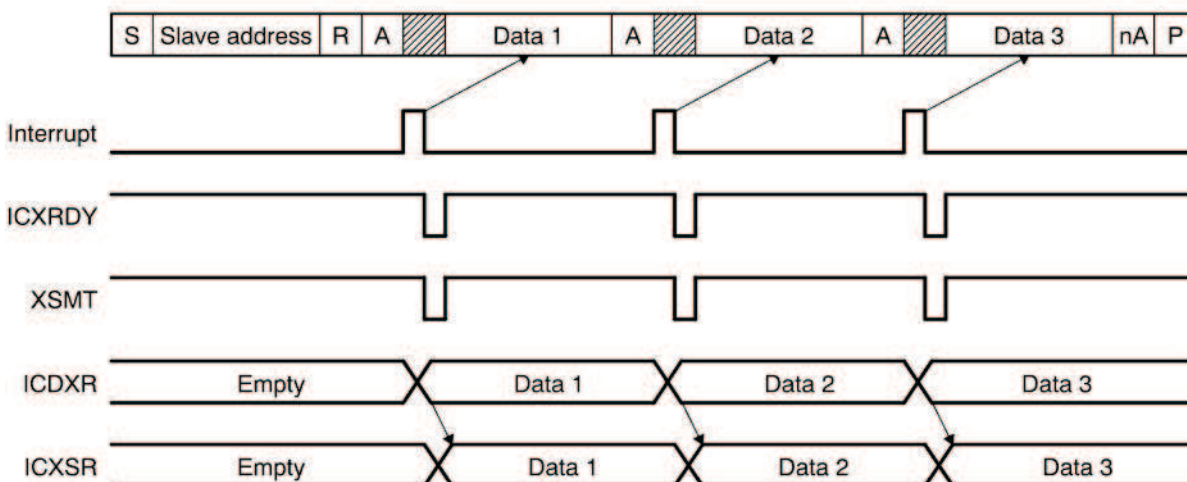 S Slave address R A Data 1 A Data 2 A Data 3 nA P
Interrupt
ICXRDY
XSMT
ICDXR Empty Data 1 Data 2 Data 3
ICXSR Empty Data 1 Data 2 Data 3